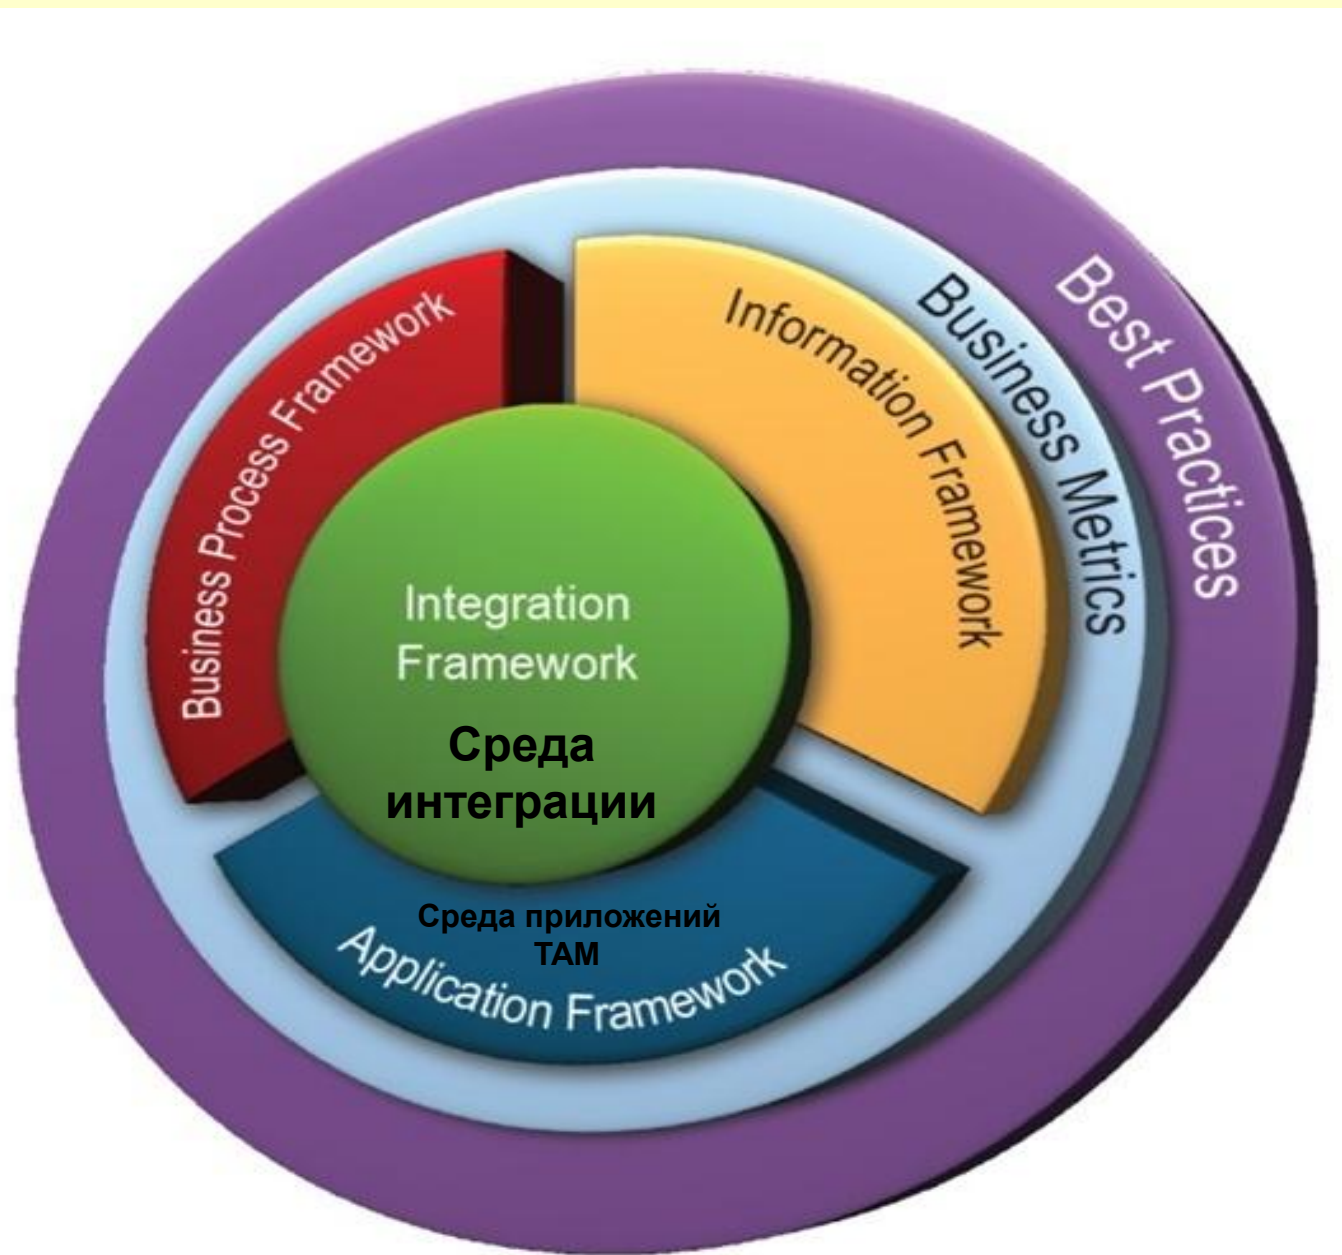 Best Practices
Business Metrics
Information Framework
Business Process Framework
Integration
Framework
Среда
интеграции
Среда приложений
ТАМ
Application Framework